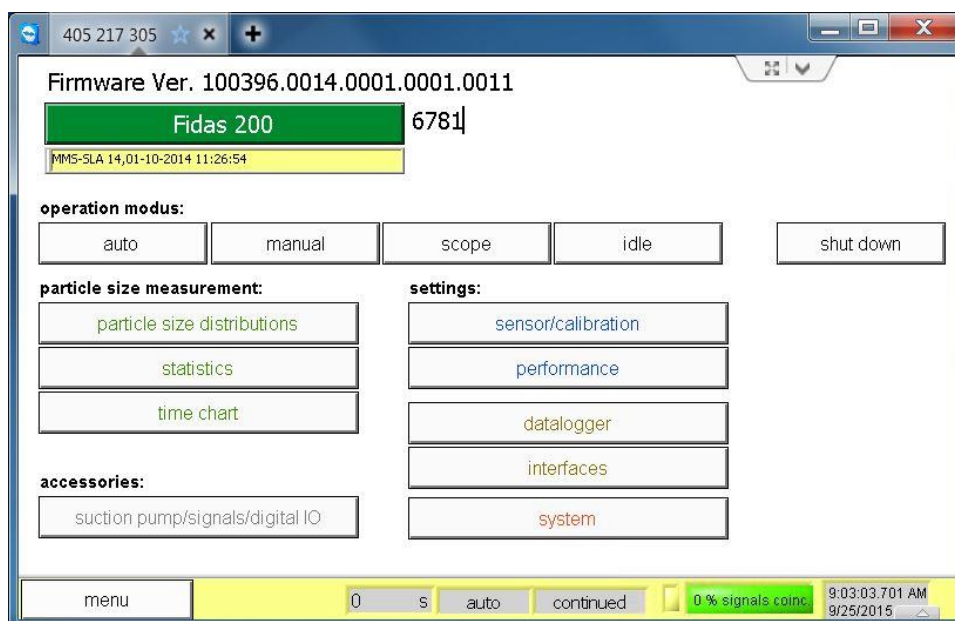 405 217 305
Firmware Ver. 100396.0014.0001.0001.0011
Fidas 200 6781
MMS-SLA 14,01-10-2014 11:26:54
operation modus:
auto manual scope idle shut down
particle size measurement: settings:
particle size distributions sensor/calibration
statistics performance
time chart datalogger
interfaces
accessories:
suction pump/signals/digital IO system
menu 0 s auto continued 0 % signals coinc. 9:03:03.701 AM
9/25/2015